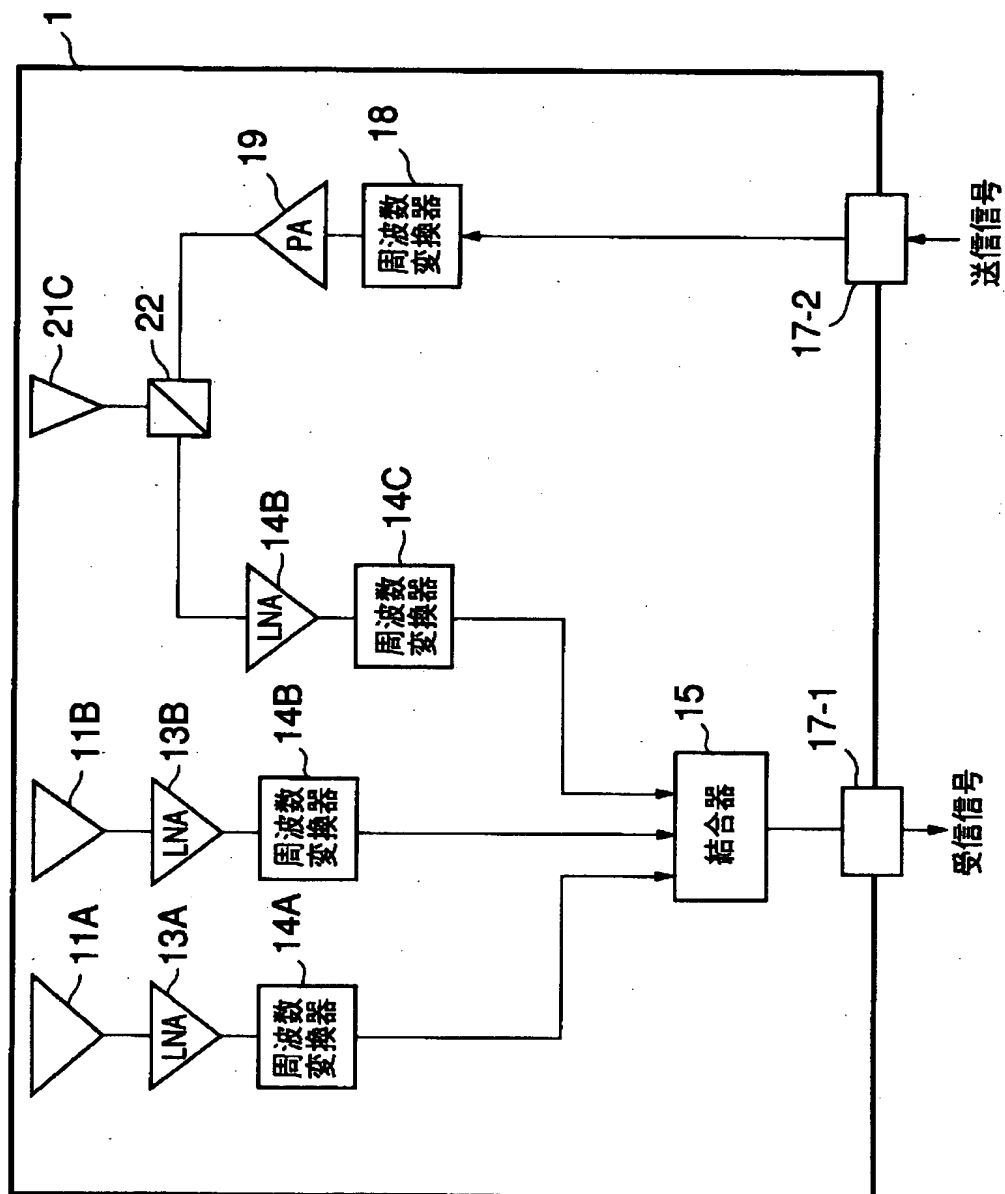 1
11A
11B
21C
22
19
13A
LNA
13B
LNA
14B
LNA
PA
18
14A
周波数
変換器
14B
周波数
変換器
14C
周波数
変換器
周波数
変換器
15
結合器
17-1
17-2
受信信号
送信信号